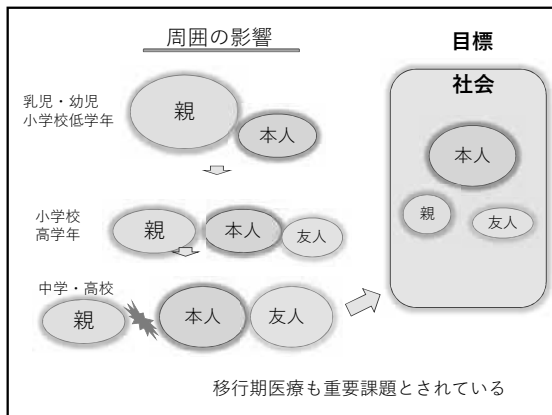 周囲の影響
目標
社会
乳児・幼児
小学校低学年
親
本人
小学校
高学年
親
本人
友人
中学・高校
親
本人
友人
本人
親
友人
移行期医療も重要課題とされている